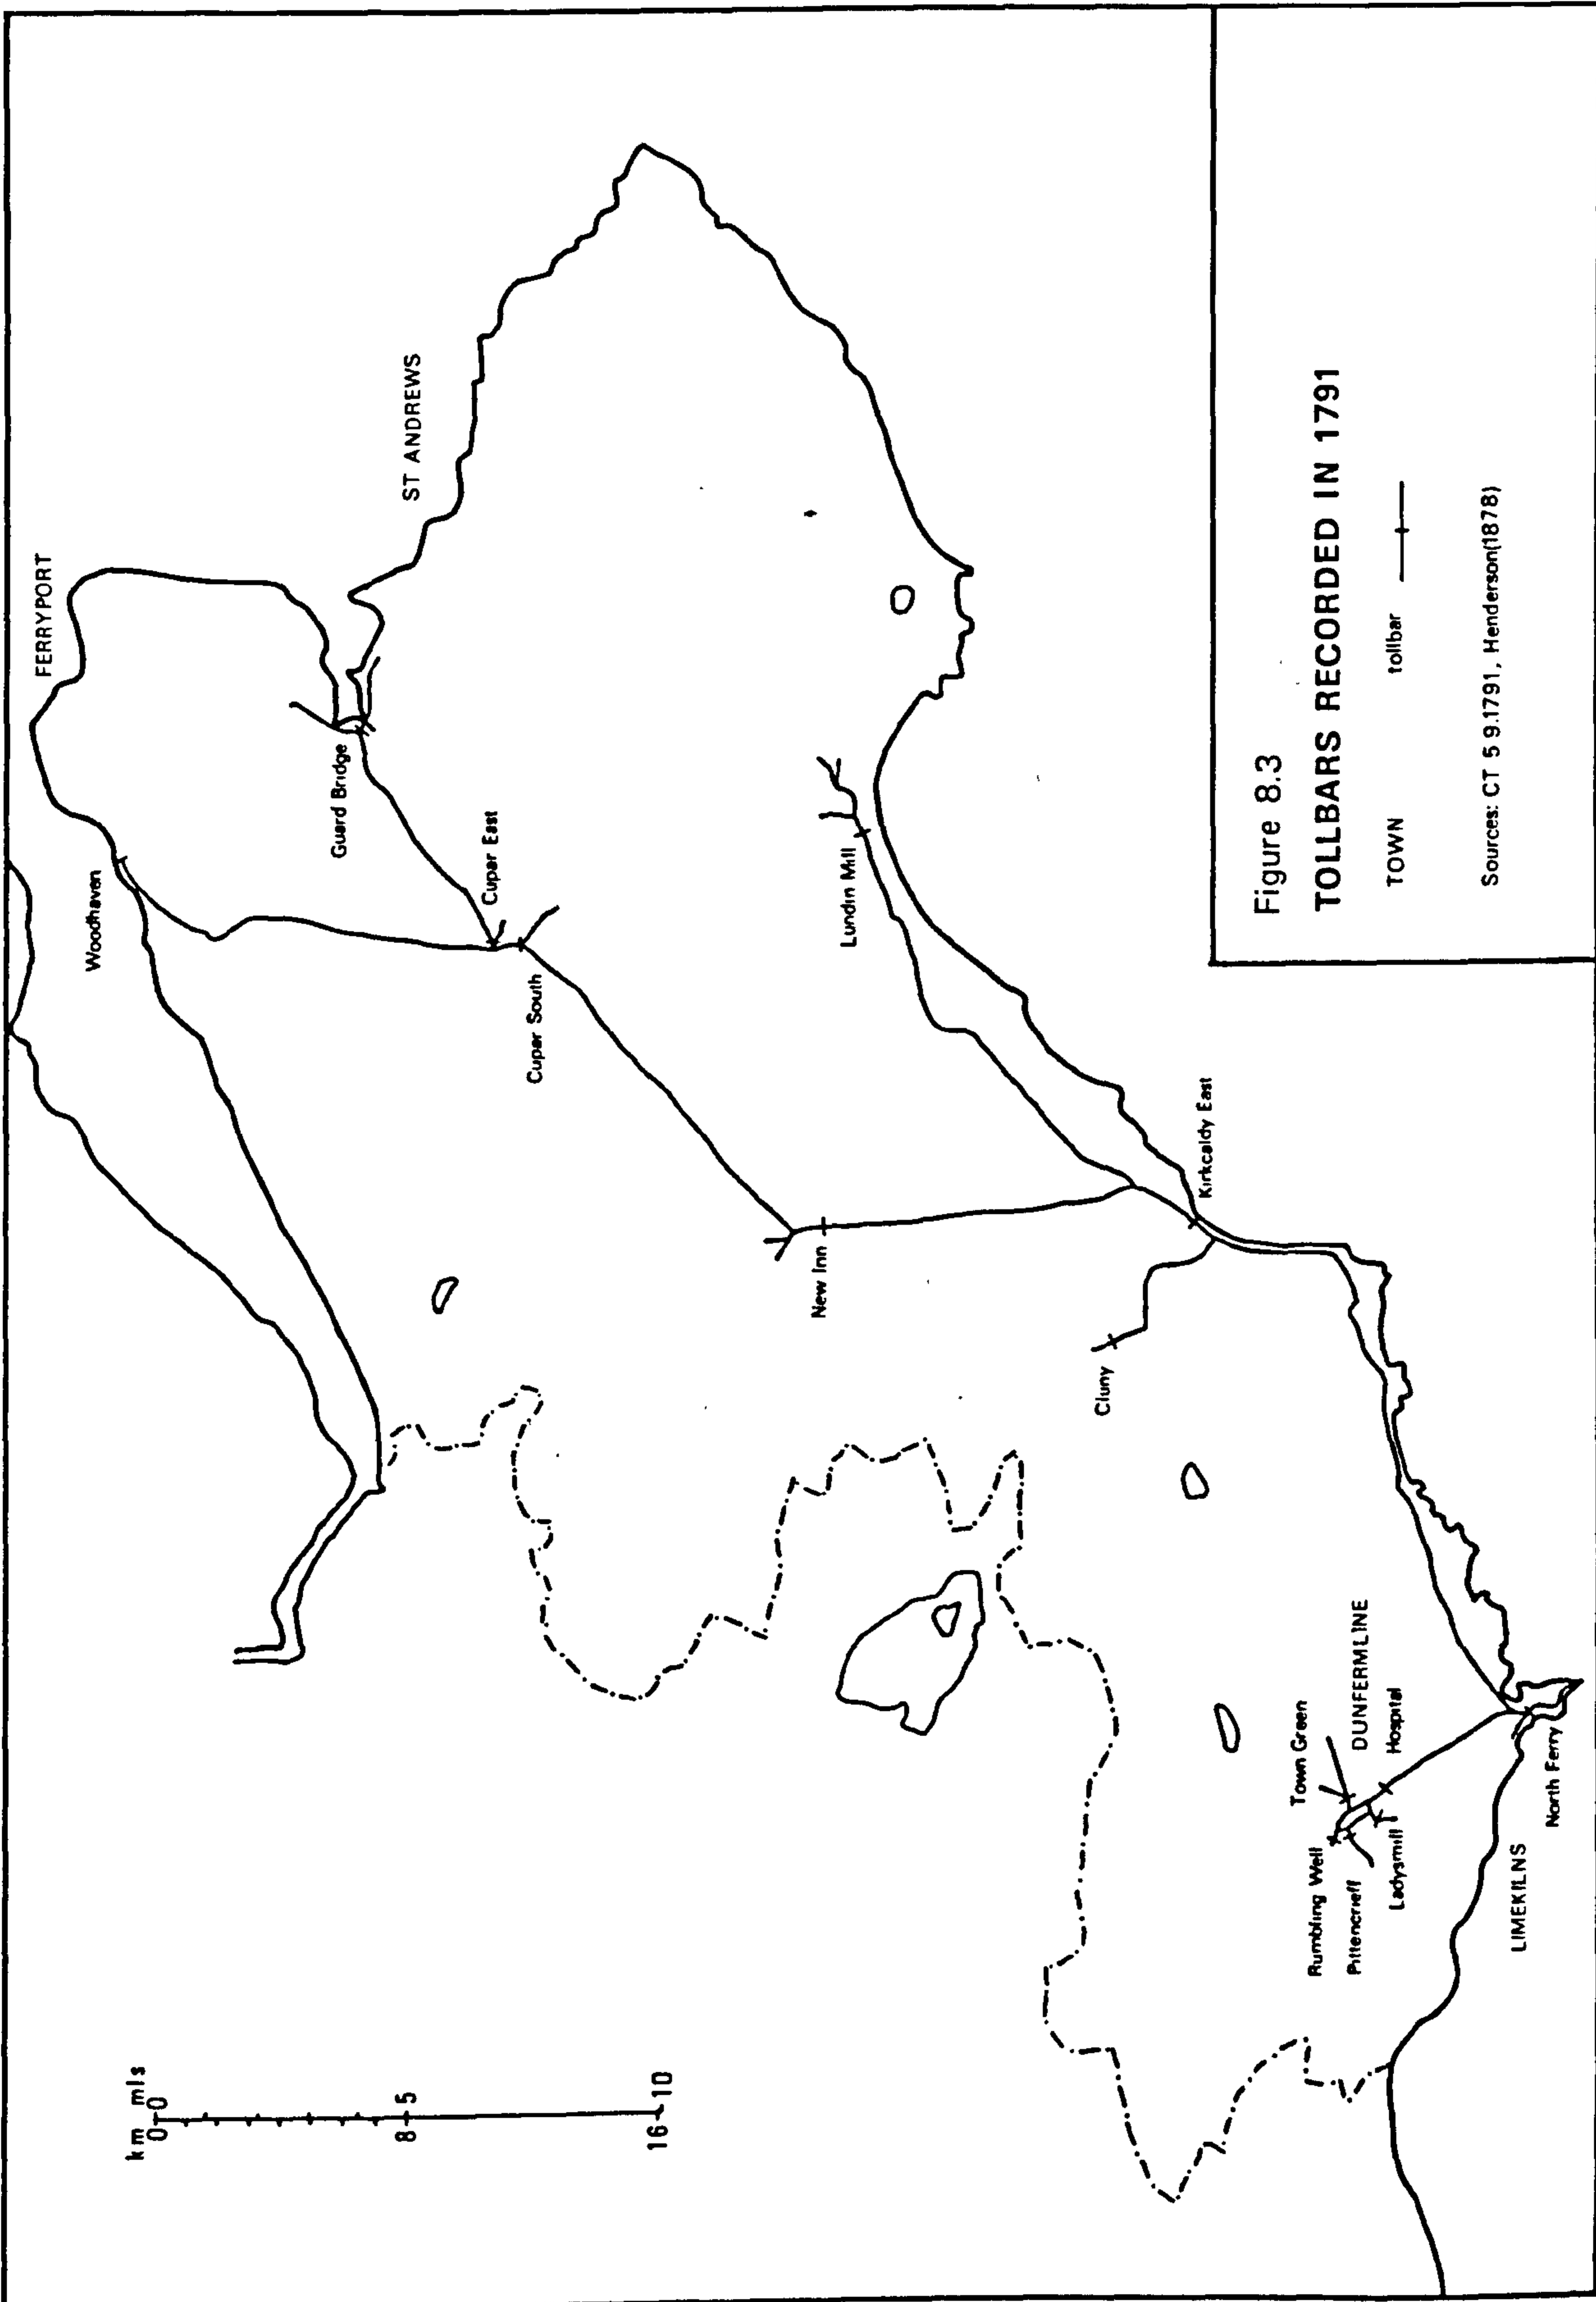 km mls
0 0
8 5
16 10
FERRYPORT
Woodhaven
ST ANDREWS
Guard Bridge
Cupar East
Cupar South
New Inn
Lundin Mill
Cluny
Kirkcaldy East
Town Green
DUNFERMLINE
Hospital
Rumbling Well
Pittencrieff
Ladysmill
North Ferry
LIMEKILNS
Figure 8.3
TOLLBARS RECORDED IN 1791
TOWN tollbar
Sources: CT 5 9.1791, Henderson(1878)